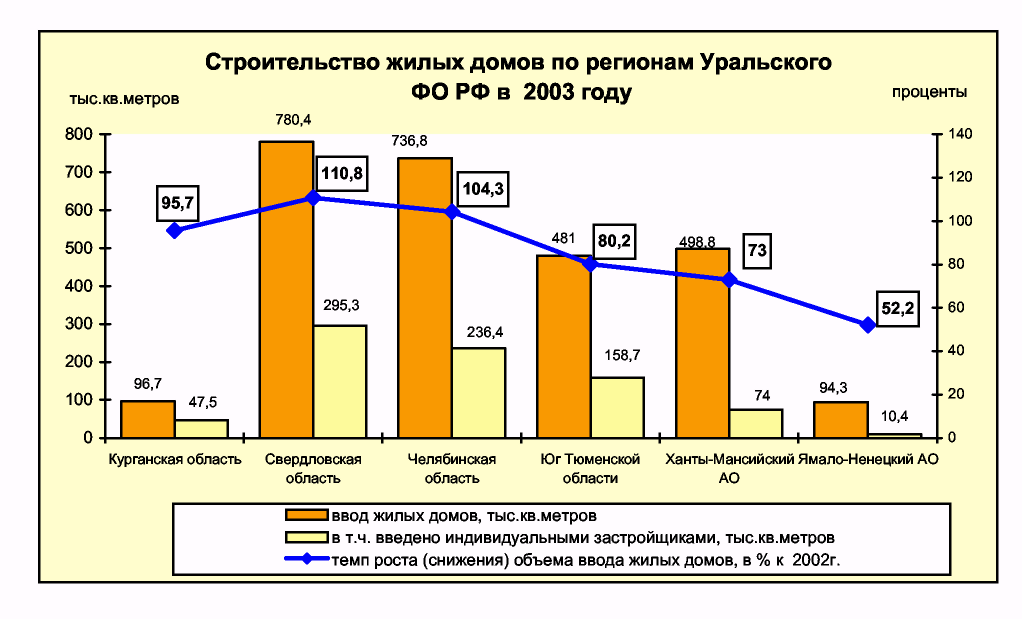 Строительство жилых домов по регионам Уральского
ФО РФ в 2003 году
тыс.кв.метров
проценты
800
700
600
500
400
300
200
100
0
140
120
100
80
60
40
20
0
96,7
47,5
95,7
780,4
295,3
110,8
736,8
236,4
104,3
481
158,7
80,2
498,8
74
73
94,3
10,4
52,2
Курганская область
Свердловская
область
Челябинская
область
Юг Тюменской
области
Ханты-Мансийский
АО
Ямало-Ненецкий АО
ввод жилых домов, тыс.кв.метров
в т.ч. введено индивидуальными застройщиками, тыс.кв.метров
темп роста (снижения) объема ввода жилых домов, в % к 2002г.